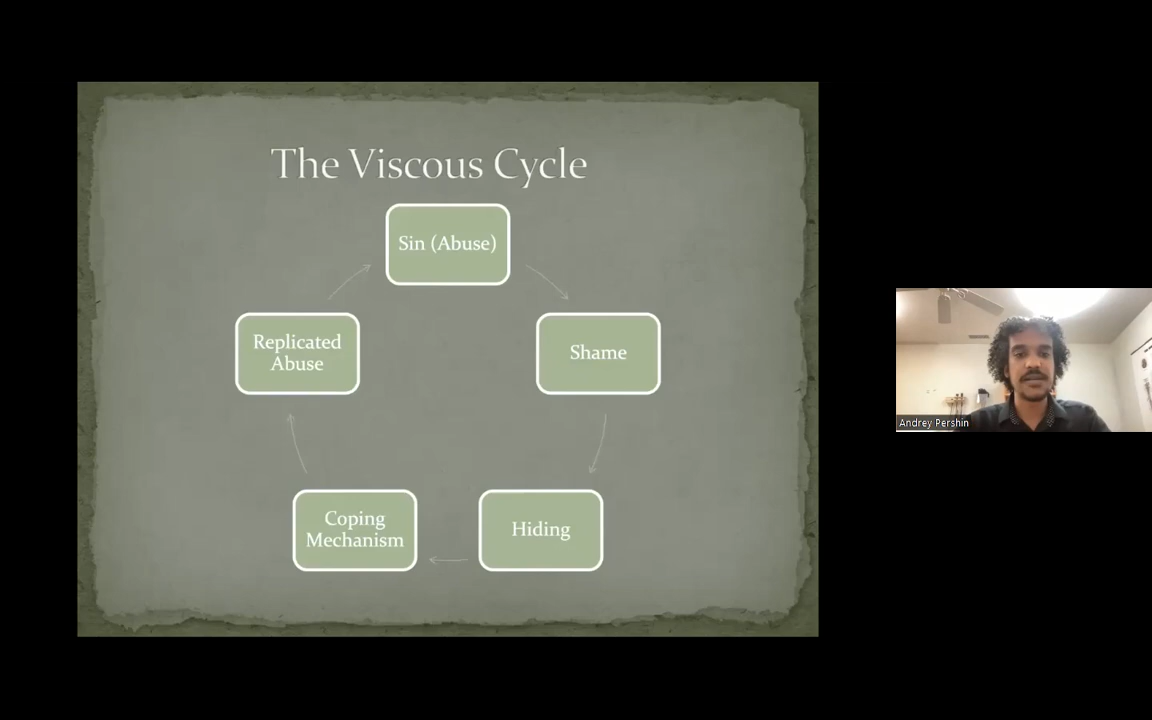 The Viscous Cycle
Sin (Abuse)
Shame
Hiding
Coping
Mechanism
Replicated
Abuse
Andrey Pershin